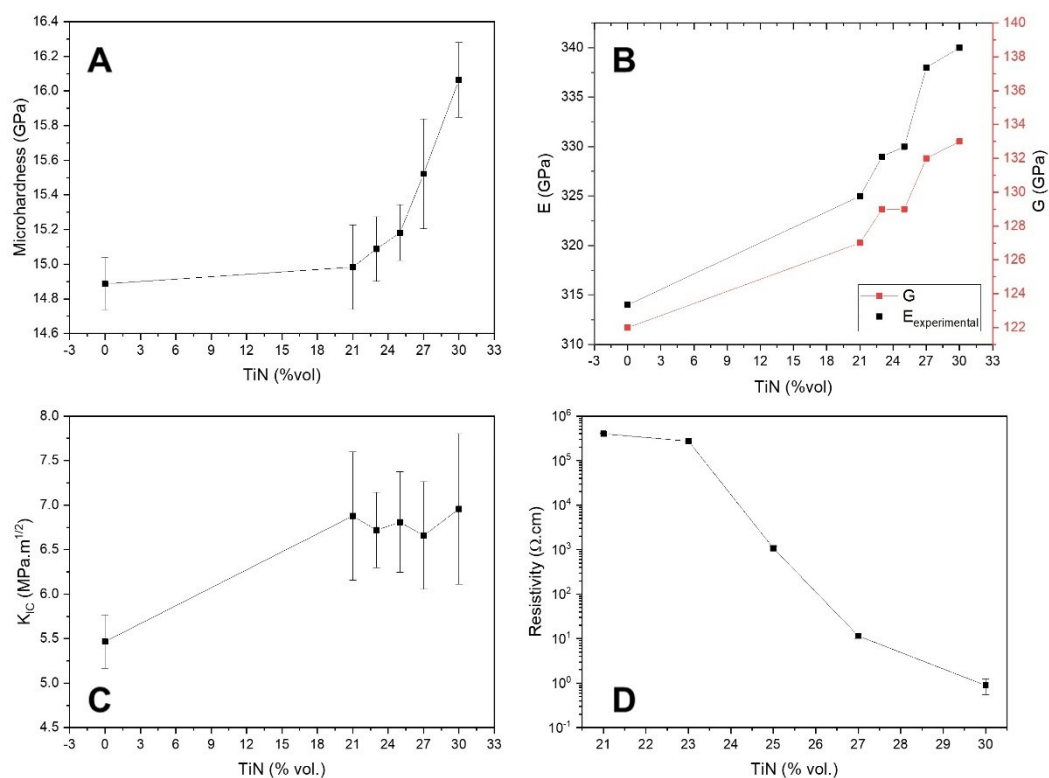 A
Microhardness (GPa)
16.4
16.2
16.0
15.8
15.6
15.4
15.2
15.0
14.8
14.6
-3 0 3 6 9 12 15 18 21 24 27 30 33
TiN (%vol)
B
E (GPa)
340
335
330
325
320
315
310
G (GPa)
140
138
136
134
132
130
128
126
124
122
G
E_experimental
-3 0 3 6 9 12 15 18 21 24 27 30 33
TiN (%vol)
C
K_IC (MPa.m^1/2)
8.0
7.5
7.0
6.5
6.0
5.5
5.0
4.5
-3 0 3 6 9 12 15 18 21 24 27 30 33
TiN (% vol.)
D
Resistivity (Ω.cm)
10^6
10^5
10^4
10^3
10^2
10^1
10^0
10^-1
21 22 23 24 25 26 27 28 29 30
TiN (% vol.)